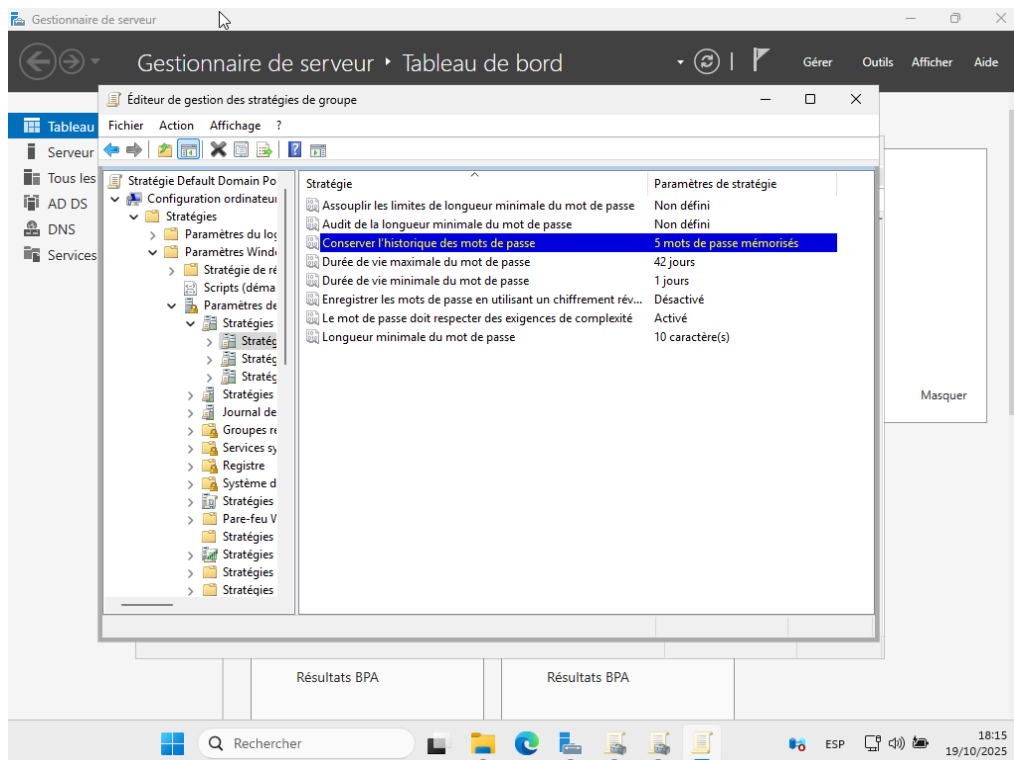 Gestionnaire de serveur
Gestionnaire de serveur • Tableau de bord
Gérer Outils Afficher Aide
Éditeur de gestion des stratégies de groupe
Fichier Action Affichage ?
Tableau
Serveur
Tous les
AD DS
DNS
Services
Stratégie Default Domain Po
Configuration ordinateur
Stratégies
Paramètres du log
Paramètres Windo
Stratégie de ré
Scripts (déma
Paramètres de
Stratégies
Stratég
Stratég
Stratég
Stratégies
Journal de
Groupes re
Services sy
Registre
Système d
Stratégies
Pare-feu V
Stratégies
Stratégies
Stratégies
Stratégies
Stratégie Paramètres de stratégie
Assouplir les limites de longueur minimale du mot de passe Non défini
Audit de la longueur minimale du mot de passe Non défini
Conserver l'historique des mots de passe 5 mots de passe mémorisés
Durée de vie maximale du mot de passe 42 jours
Durée de vie minimale du mot de passe 1 jours
Enregistrer les mots de passe en utilisant un chiffrement rév... Désactivé
Le mot de passe doit respecter des exigences de complexité Activé
Longueur minimale du mot de passe 10 caractère(s)
Masquer
Résultats BPA Résultats BPA
Rechercher
ESP
18:15
19/10/2025